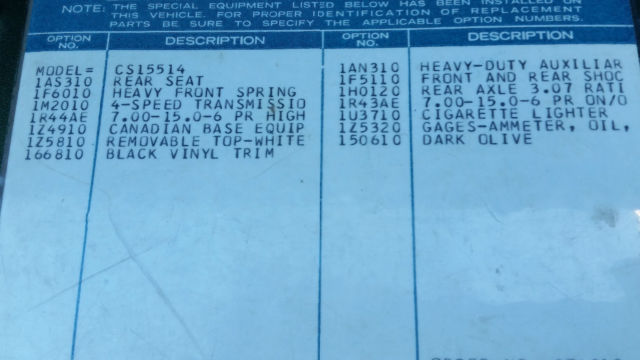 NOTE: THE SPECIAL EQUIPMENT LISTED BELOW HAS BEEN INSTALLED ON
THIS VEHICLE. FOR PROPER IDENTIFICATION OF REPLACEMENT
PARTS BE SURE TO SPECIFY THE APPLICABLE OPTION NUMBERS.
OPTION NO. DESCRIPTION OPTION NO. DESCRIPTION
MODEL= CS15514 1AN310 HEAVY-DUTY AUXILIAR
1AS310 REAR SEAT 1F5110 FRONT AND REAR SHOC
1F6010 HEAVY FRONT SPRING 1H0120 REAR AXLE 3.07 RATI
1M2010 4-SPEED TRANSMISSIO 1R43AE 7.00-15.0-6 PR ON/O
1R44AE 7.00-15.0-6 PR HIGH 1U3710 CIGARETTE LIGHTER
1Z4910 CANADIAN BASE EQUIP 1Z5320 GAGES-AMMETER, OIL,
1Z5810 REMOVABLE TOP-WHITE 150610 DARK OLIVE
166810 BLACK VINYL TRIM